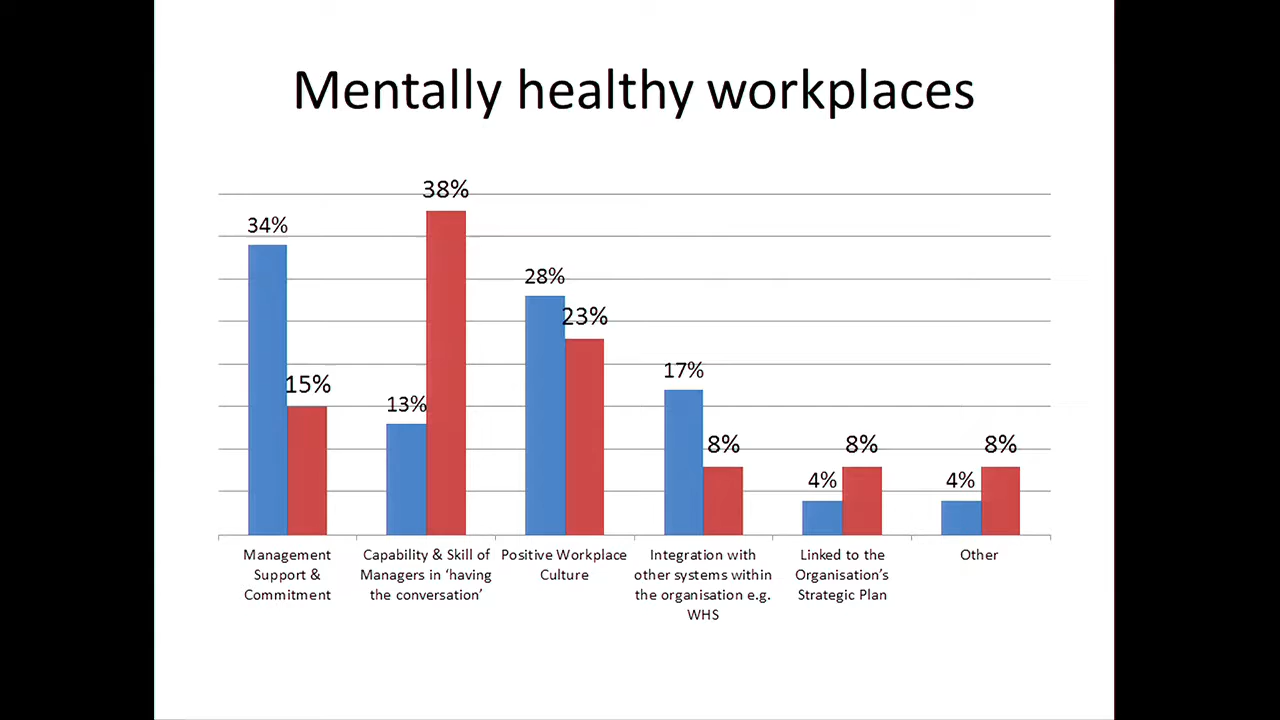 Mentally healthy workplaces
38%
34%
28%
23%
17%
15%
13%
8%
8%
8%
4%
4%
Management
Support &
Commitment
Capability & Skill of
Managers in ‘having
the conversation’
Positive Workplace
Culture
Integration with
other systems within
the organisation e.g.
WHS
Linked to the
Organisation’s
Strategic Plan
Other